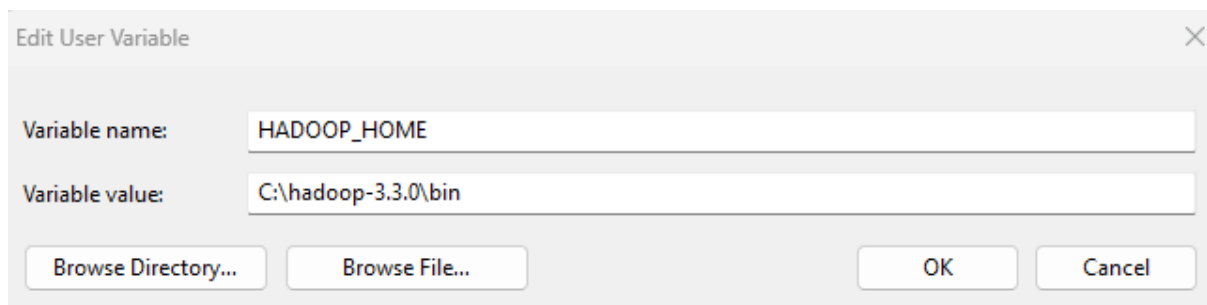 Edit User Variable
Variable name: HADOOP_HOME
Variable value: C:\hadoop-3.3.0\bin
Browse Directory... Browse File... OK Cancel